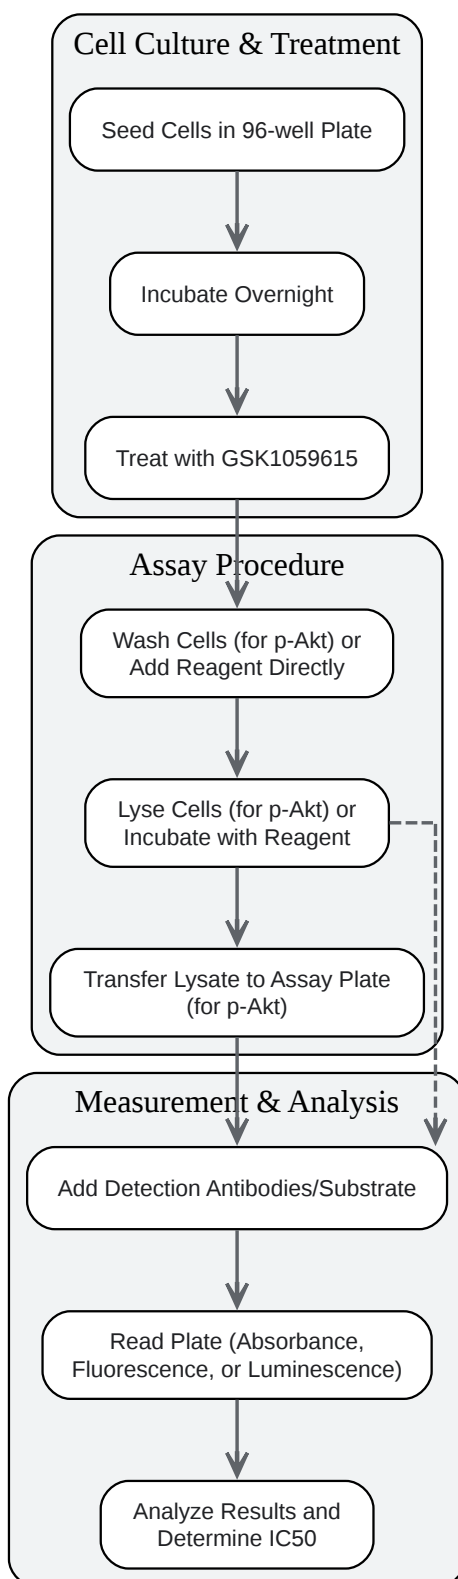 Cell Culture & Treatment
Seed Cells in 96-well Plate
Incubate Overnight
Treat with GSK1059615
Assay Procedure
Wash Cells (for p-Akt) or
Add Reagent Directly
Lyse Cells (for p-Akt) or
Incubate with Reagent
Transfer Lysate to Assay Plate
(for p-Akt)
Measurement & Analysis
Add Detection Antibodies/Substrate
Read Plate (Absorbance,
Fluorescence, or Luminescence)
Analyze Results and
Determine IC50